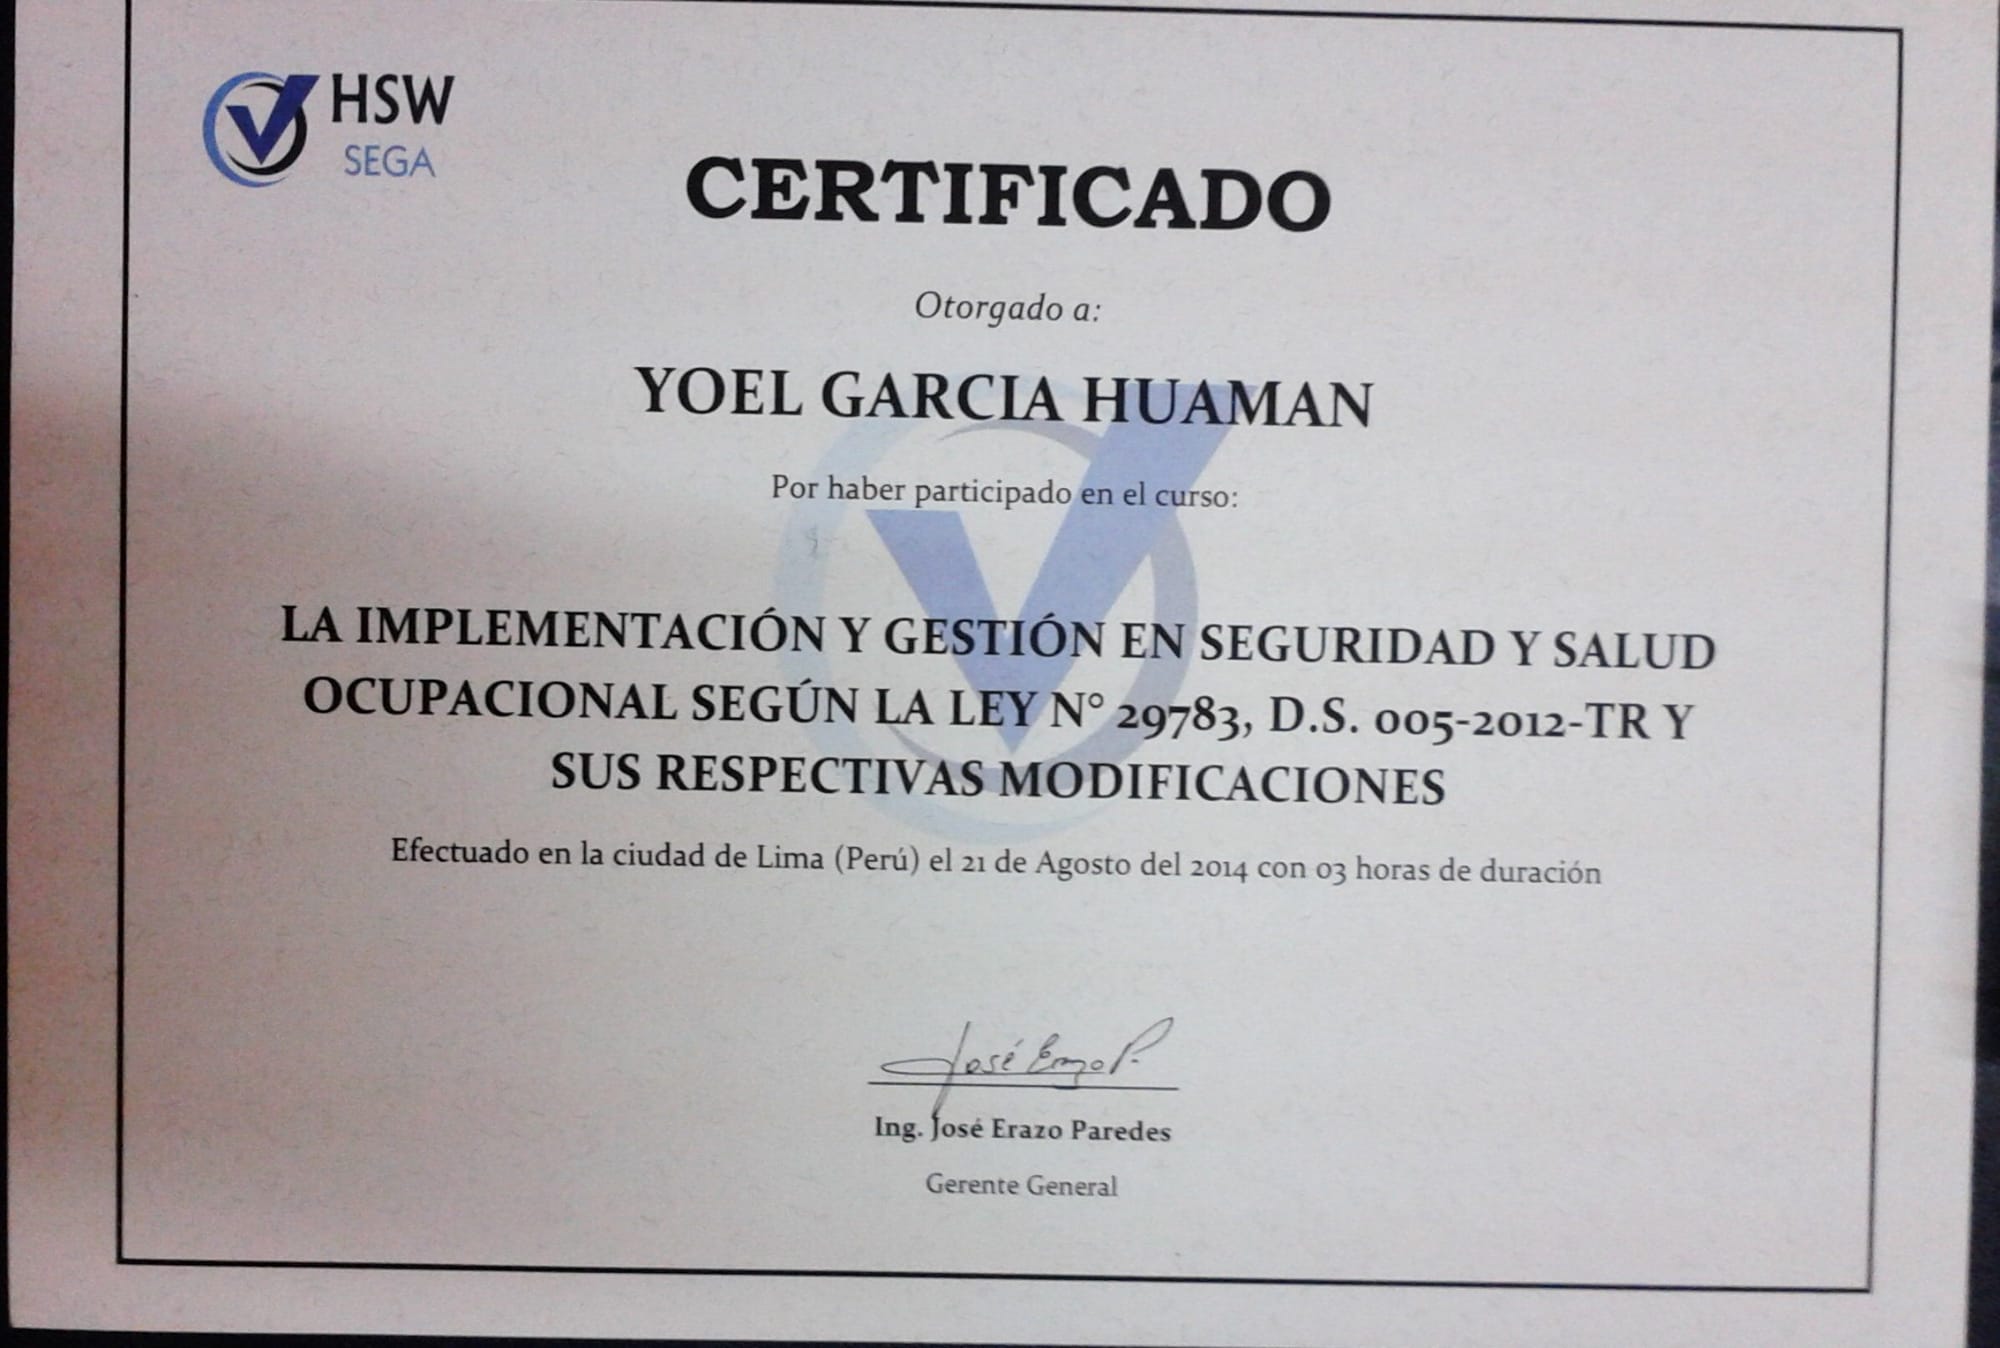 HSW
SEGA
CERTIFICADO
Otorgado a:
YOEL GARCIA HUAMAN
Por haber participado en el curso:
LA IMPLEMENTACIÓN Y GESTIÓN EN SEGURIDAD Y SALUD
OCUPACIONAL SEGÚN LA LEY N° 29783, D.S. 005-2012-TR Y
SUS RESPECTIVAS MODIFICACIONES
Efectuado en la ciudad de Lima (Perú) el 21 de Agosto del 2014 con 03 horas de duración
José Erazo P.
Ing. José Erazo Paredes
Gerente General